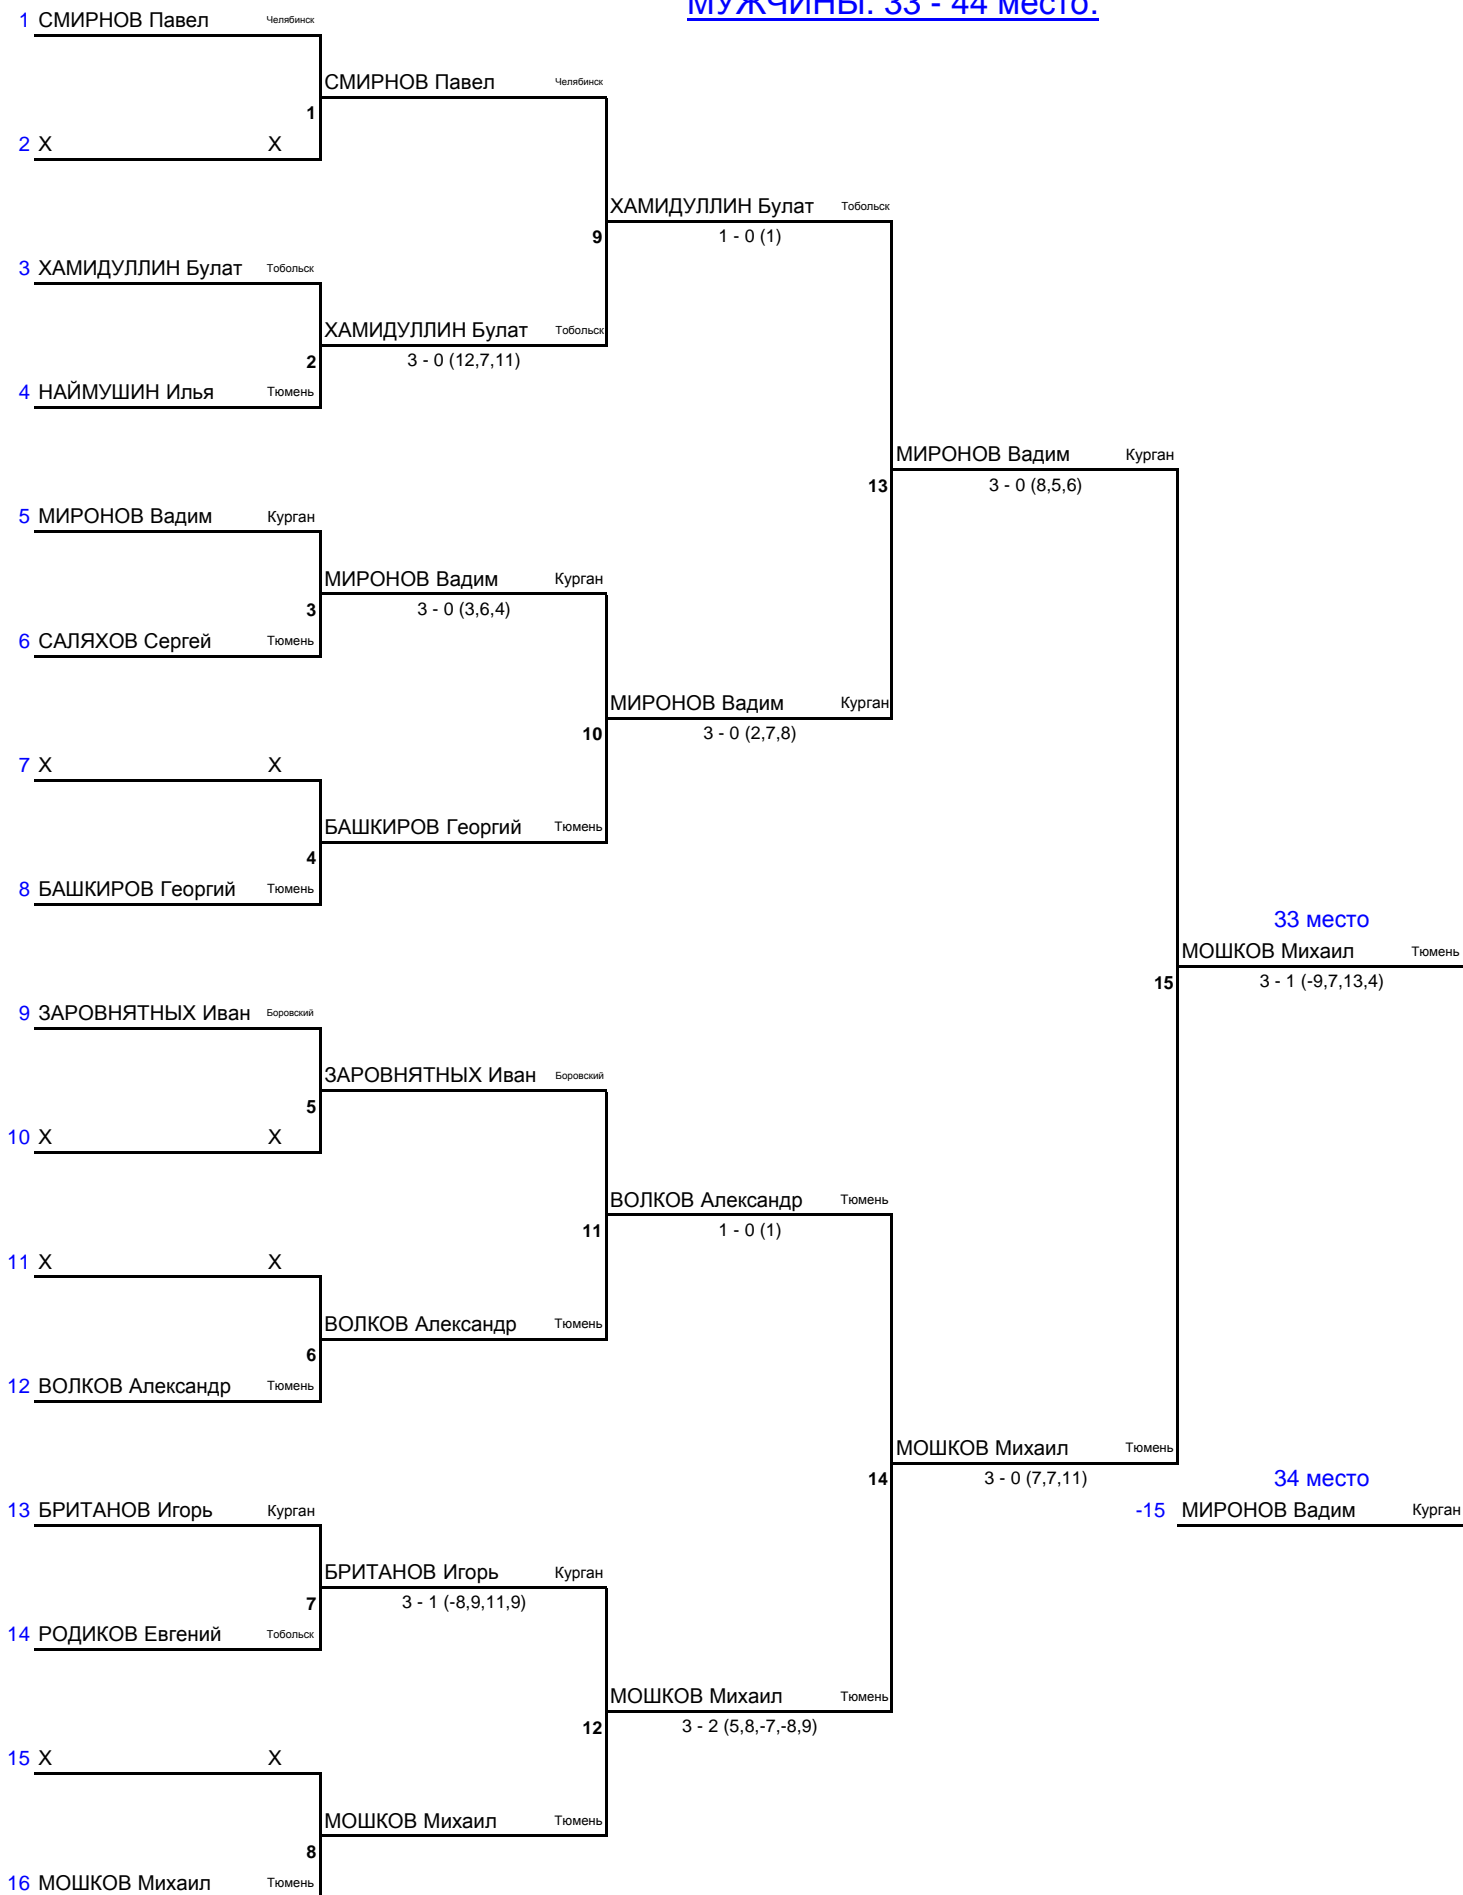 МУЖЧИНЫ. 33 - 44 место.
1 СМИРНОВ Павел Челябинск
СМИРНОВ Павел Челябинск
1
2 X X
ХАМИДУЛЛИН Булат Тобольск
9 1 - 0 (1)
3 ХАМИДУЛЛИН Булат Тобольск
ХАМИДУЛЛИН Булат Тобольск
2 3 - 0 (12,7,11)
4 НАЙМУШИН Илья Тюмень
МИРОНОВ Вадим Курган
13 3 - 0 (8,5,6)
5 МИРОНОВ Вадим Курган
МИРОНОВ Вадим Курган
3 3 - 0 (3,6,4)
6 САЛЯХОВ Сергей Тюмень
МИРОНОВ Вадим Курган
10 3 - 0 (2,7,8)
7 X X
БАШКИРОВ Георгий Тюмень
4
8 БАШКИРОВ Георгий Тюмень
33 место
МОШКОВ Михаил Тюмень
15 3 - 1 (-9,7,13,4)
9 ЗАРОВНЯТНЫХ Иван Боровский
ЗАРОВНЯТНЫХ Иван Боровский
5
10 X X
ВОЛКОВ Александр Тюмень
11 1 - 0 (1)
11 X X
ВОЛКОВ Александр Тюмень
6
12 ВОЛКОВ Александр Тюмень
МОШКОВ Михаил Тюмень
14 3 - 0 (7,7,11)
34 место
13 БРИТАНОВ Игорь Курган
-15 МИРОНОВ Вадим Курган
БРИТАНОВ Игорь Курган
7 3 - 1 (-8,9,11,9)
14 РОДИКОВ Евгений Тобольск
МОШКОВ Михаил Тюмень
12 3 - 2 (5,8,-7,-8,9)
15 X X
МОШКОВ Михаил Тюмень
8
16 МОШКОВ Михаил Тюмень